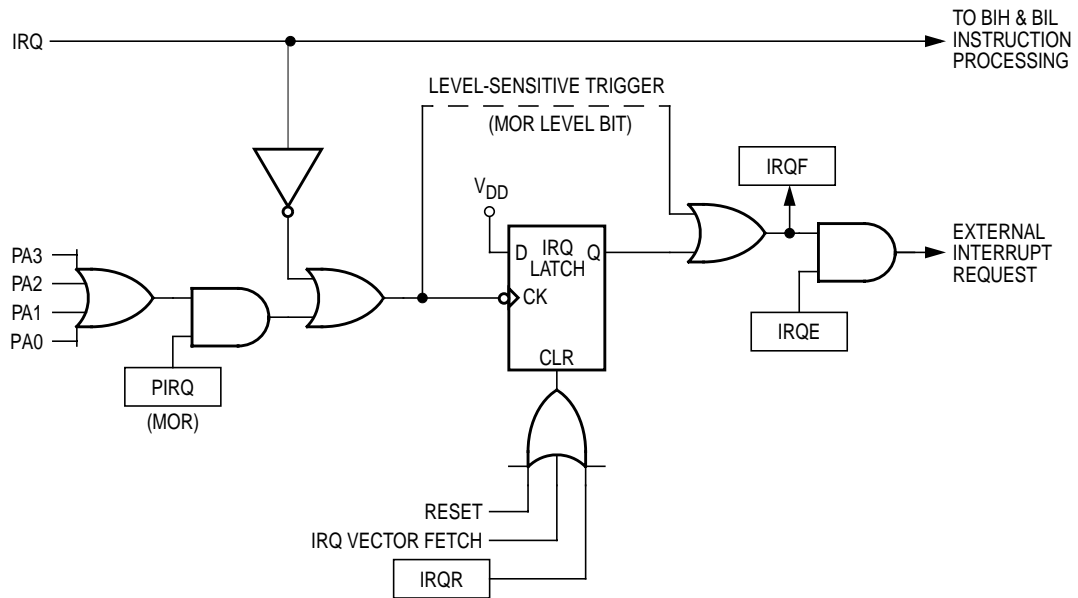 IRQ
TO BIH & BIL
INSTRUCTION
PROCESSING
LEVEL-SENSITIVE TRIGGER
(MOR LEVEL BIT)
IRQF
VDD
PA3
PA2
PA1
PA0
D
IRQ
LATCH
Q
CK
CLR
EXTERNAL
INTERRUPT
REQUEST
IRQE
PIRQ
(MOR)
RESET
IRQ VECTOR FETCH
IRQR